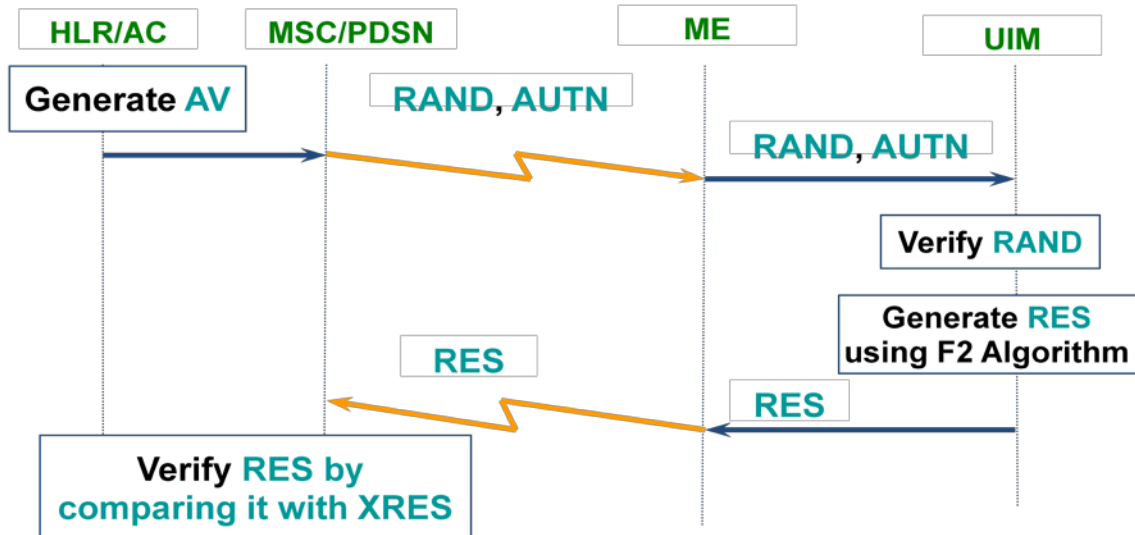 HLR/AC
MSC/PDSN
ME
UIM
Generate AV
RAND, AUTN
RAND, AUTN
Verify RAND
Generate RES
using F2 Algorithm
RES
RES
Verify RES by
comparing it with XRES